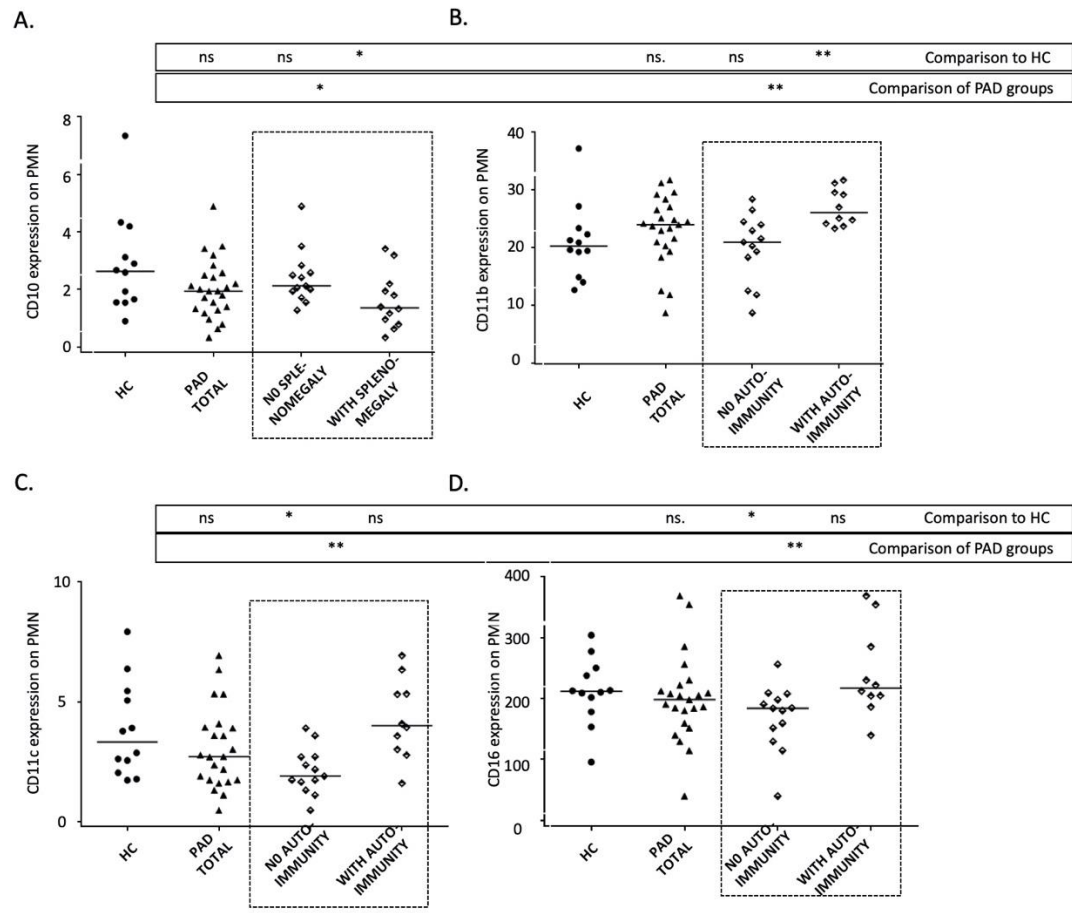 A.
B.
ns ns * ns. ns ** Comparison to HC
* ** Comparison of PAD groups
CD10 expression on PMN
8
6
4
2
0
HC
PAD
TOTAL
N0 SPLE-
NOMEGALY
WITH SPLENO-
MEGALY
CD11b expression on PMN
40
30
20
10
0
HC
PAD
TOTAL
N0 AUTO-
IMMUNITY
WITH AUTO-
IMMUNITY
C.
D.
ns * ns ns. * ns Comparison to HC
** ** Comparison of PAD groups
CD11c expression on PMN
10
5
0
HC
PAD
TOTAL
N0 AUTO-
IMMUNITY
WITH AUTO-
IMMUNITY
CD16 expression on PMN
400
300
200
100
0
HC
PAD
TOTAL
N0 AUTO-
IMMUNITY
WITH AUTO-
IMMUNITY